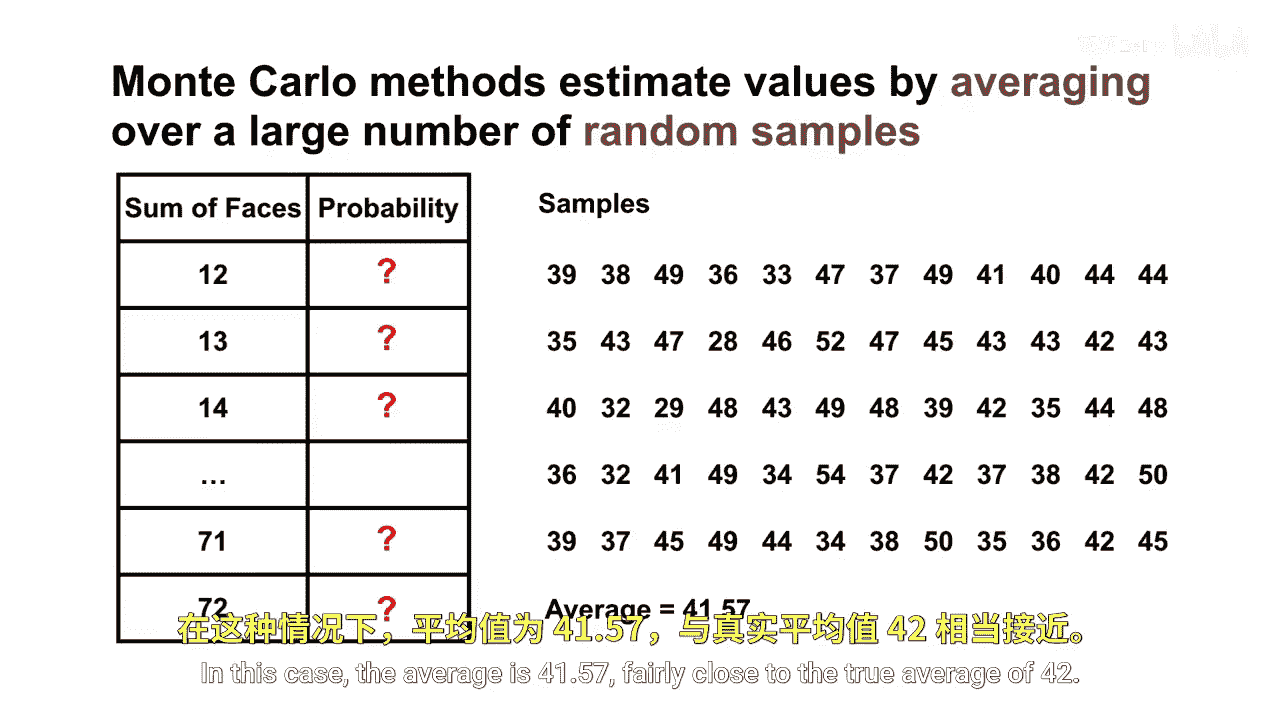 Monte Carlo methods estimate values by averaging
over a large number of random samples
Sum of Faces Probability
12 ?
13 ?
14 ?
...
71 ?
72 ?
Samples
39 38 49 36 33 47 37 49 41 40 44 44
35 43 47 28 46 52 47 45 43 43 42 43
40 32 29 48 43 49 48 39 42 35 44 48
36 32 41 49 34 54 37 42 37 38 42 50
39 37 45 49 44 34 38 50 35 36 42 45
Average = 41.57
在这种情况下，平均值为 41.57，与真实平均值 42 相当接近。
In this case, the average is 41.57, fairly close to the true average of 42.